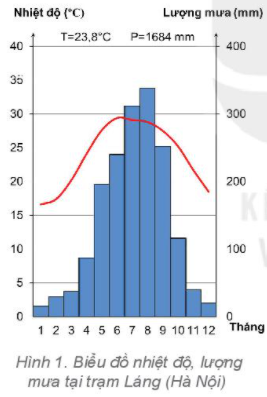 Nhiệt độ (°C) Lượng mưa (mm)
T=23,8°C P=1684 mm
40 400
35
30 300
25
20 200
15
10 100
5
0 0
1 2 3 4 5 6 7 8 9 10 11 12 Tháng
Hình 1. Biểu đồ nhiệt độ, lượng
mưa tại trạm Láng (Hà Nội)